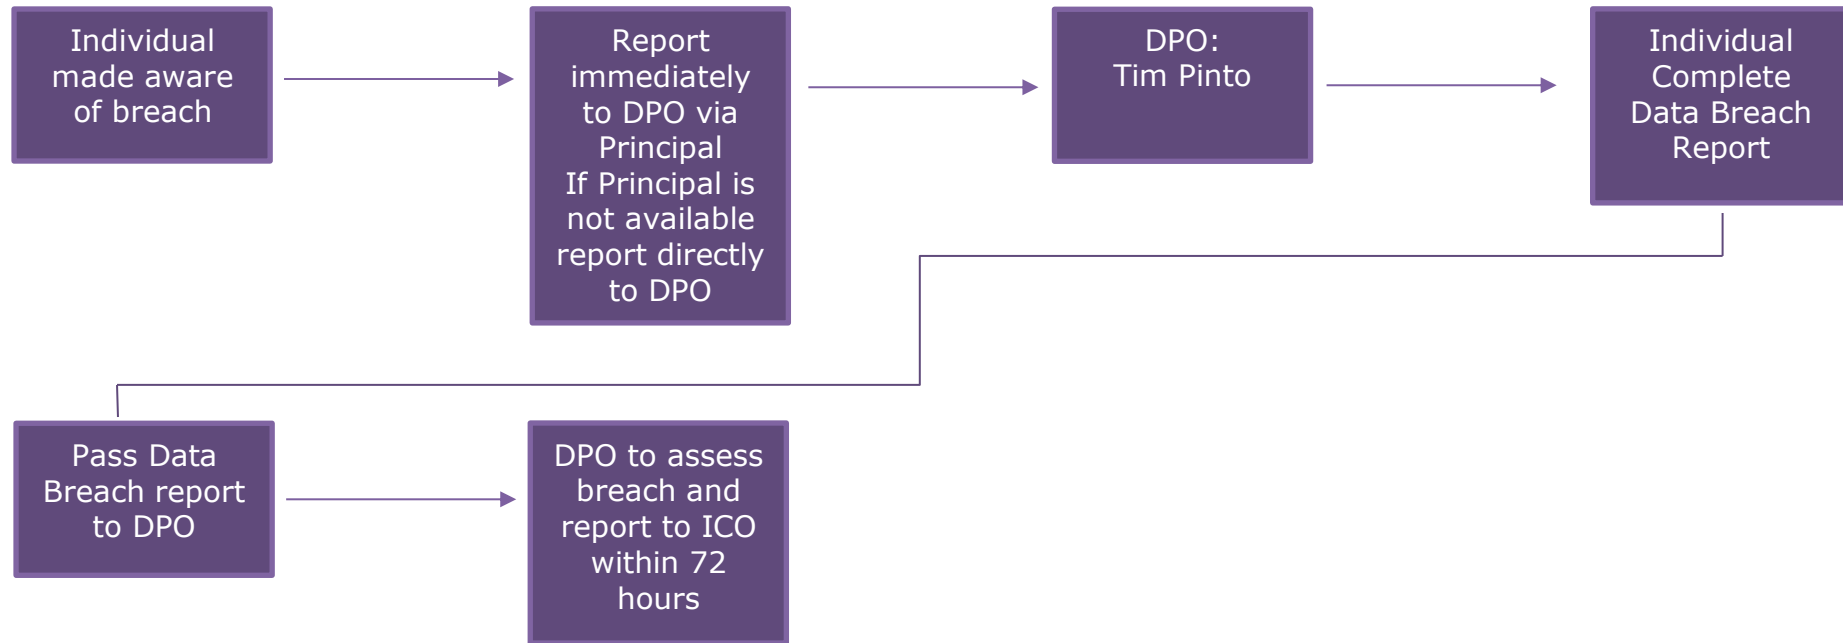 Individual
made aware
of breach
Report
immediately
to DPO via
Principal
If Principal is
not available
report directly
to DPO
DPO:
Tim Pinto
Individual
Complete
Data Breach
Report
Pass Data
Breach report
to DPO
DPO to assess
breach and
report to ICO
within 72
hours